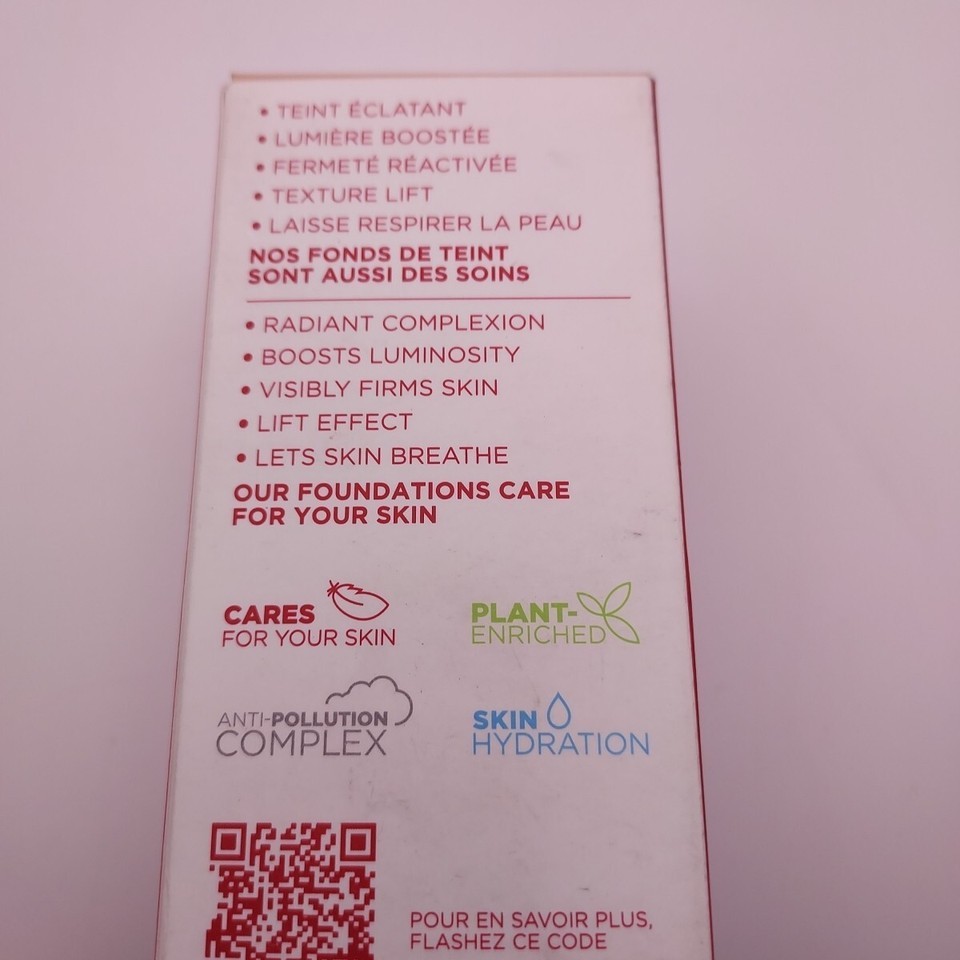 • TEINT ÉCLATANT
• LUMIÈRE BOOSTÉE
• FERMETÉ RÉACTIVÉE
• TEXTURE LIFT
• LAISSE RESPIRER LA PEAU
NOS FONDS DE TEINT
SONT AUSSI DES SOINS
• RADIANT COMPLEXION
• BOOSTS LUMINOSITY
• VISIBLY FIRMS SKIN
• LIFT EFFECT
• LETS SKIN BREATHE
OUR FOUNDATIONS CARE
FOR YOUR SKIN
CARES
FOR YOUR SKIN
PLANT-
ENRICHED
ANTI-POLLUTION
COMPLEX
SKIN
HYDRATION
POUR EN SAVOIR PLUS,
FLASHEZ CE CODE